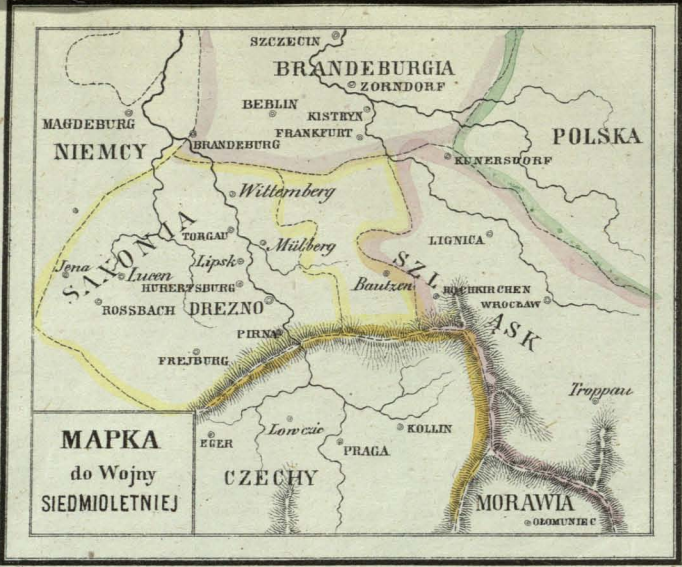 SZCZECIN
BRANDEBURGIA
ZORNDORF
BERLIN
KISTRYN
MAGDEBURG
FRANKFURT
POLSKA
BRANDEBURG
NIEMCY
KUNERSDORF
Wittemberg
SAXONJA
TORGAU
Mülberg
LIGNICA
Jena
Lucen
Lipsk
SZLĄSK
HUBERTSBURG
Bautzen
HOCHKIRCHEN
ROSSBACH
DREZNO
WROCŁAW
PIRNA
FREJBURG
Troppau
MAPKA
do Wojny
SIEDMIOLETNIEJ
EGER
Lowczic
KOLLIN
PRAGA
CZECHY
MORAWIA
OŁOMUNIEC